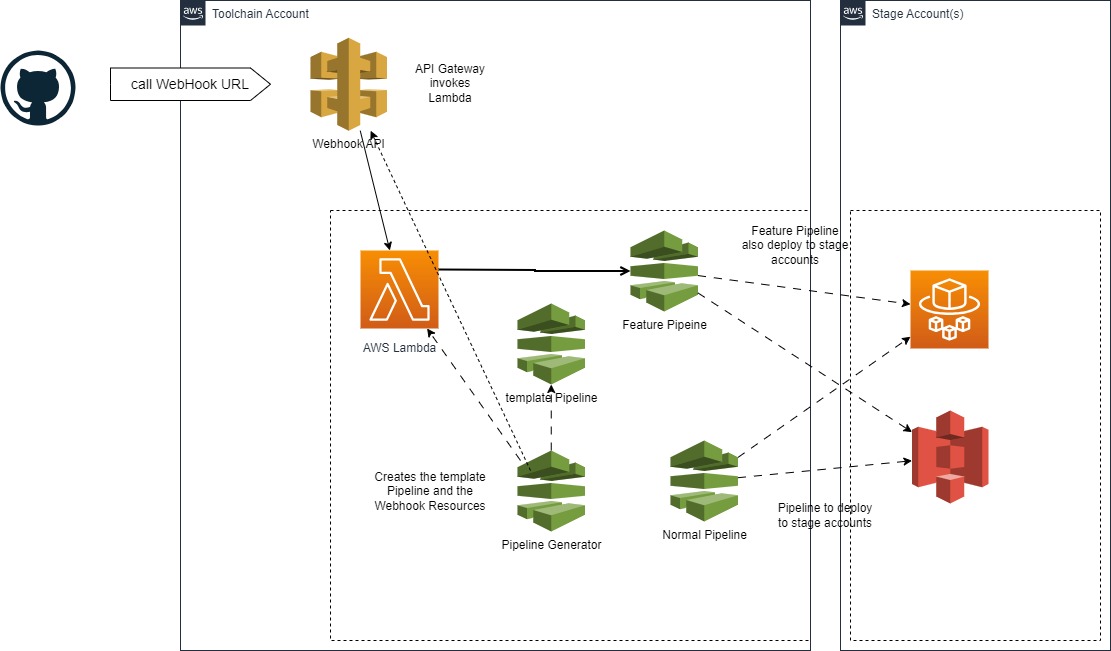 aws
Toolchain Account
aws
Stage Account(s)
call WebHook URL
API Gateway
invokes
Lambda
Webhook API
Feature Pipeline
also deploy to stage
accounts
Feature Pipeine
AWS Lambda
template Pipeline
Creates the template
Pipeline and the
Webhook Resources
Pipeline Generator
Normal Pipeline
Pipeline to deploy
to stage accounts